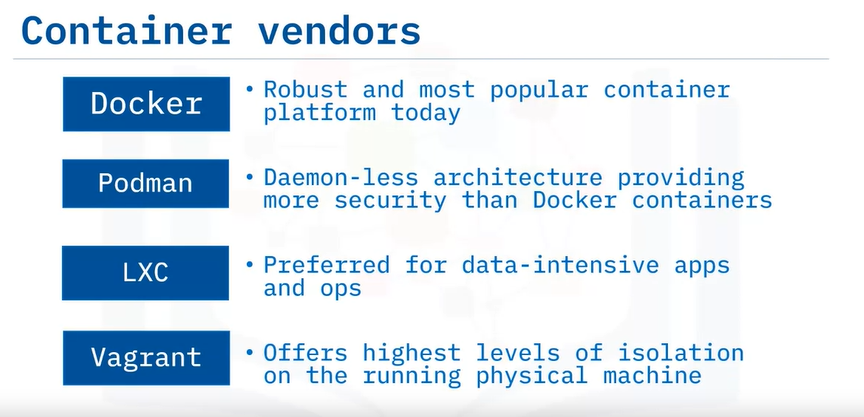 Container vendors
Docker
• Robust and most popular container
platform today
Podman
• Daemon-less architecture providing
more security than Docker containers
LXC
• Preferred for data-intensive apps
and ops
Vagrant
• Offers highest levels of isolation
on the running physical machine